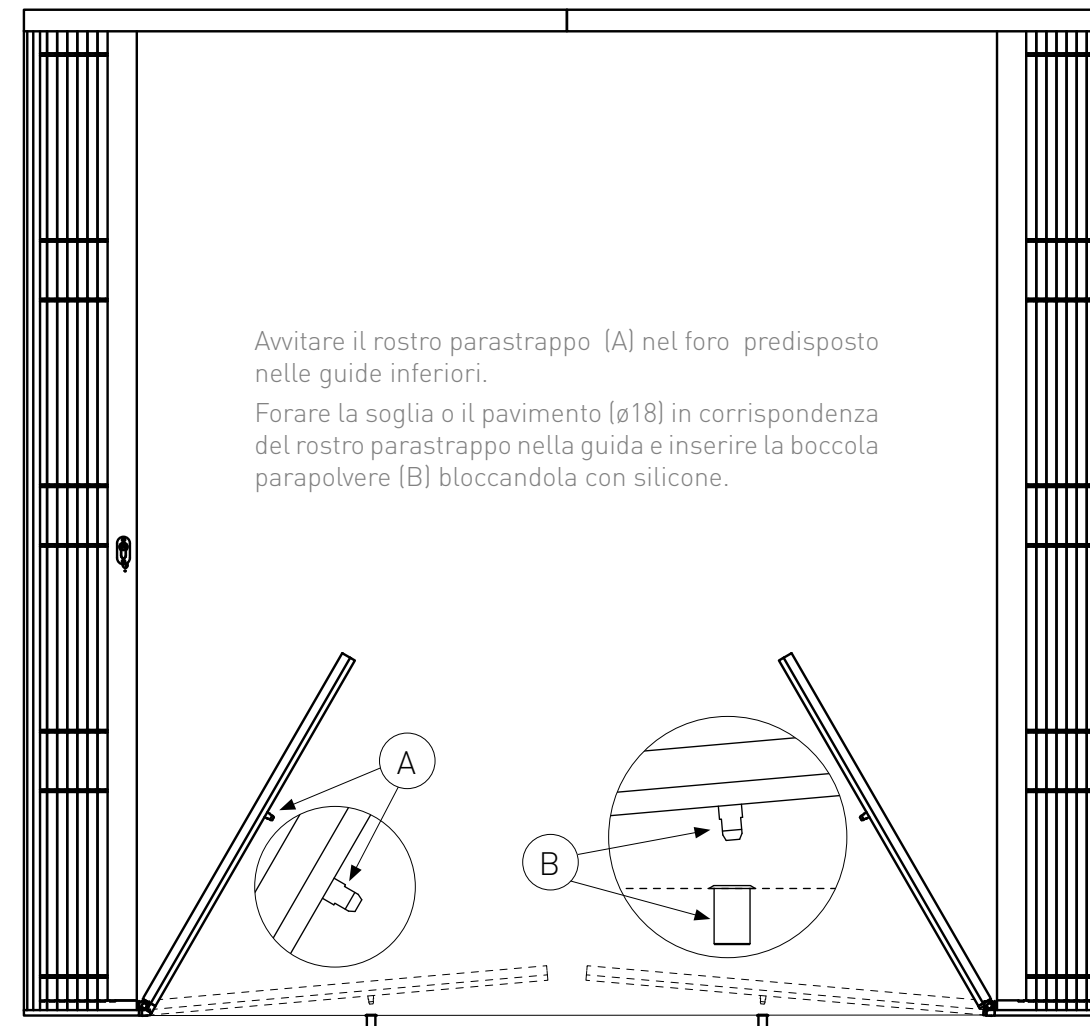 Avvitare il rostro parastrappo (A) nel foro predisposto
nelle guide inferiori.
Forare la soglia o il pavimento (ø18) in corrispondenza
del rostro parastrappo nella guida e inserire la boccola
parapolvere (B) bloccandola con silicone.
A
B